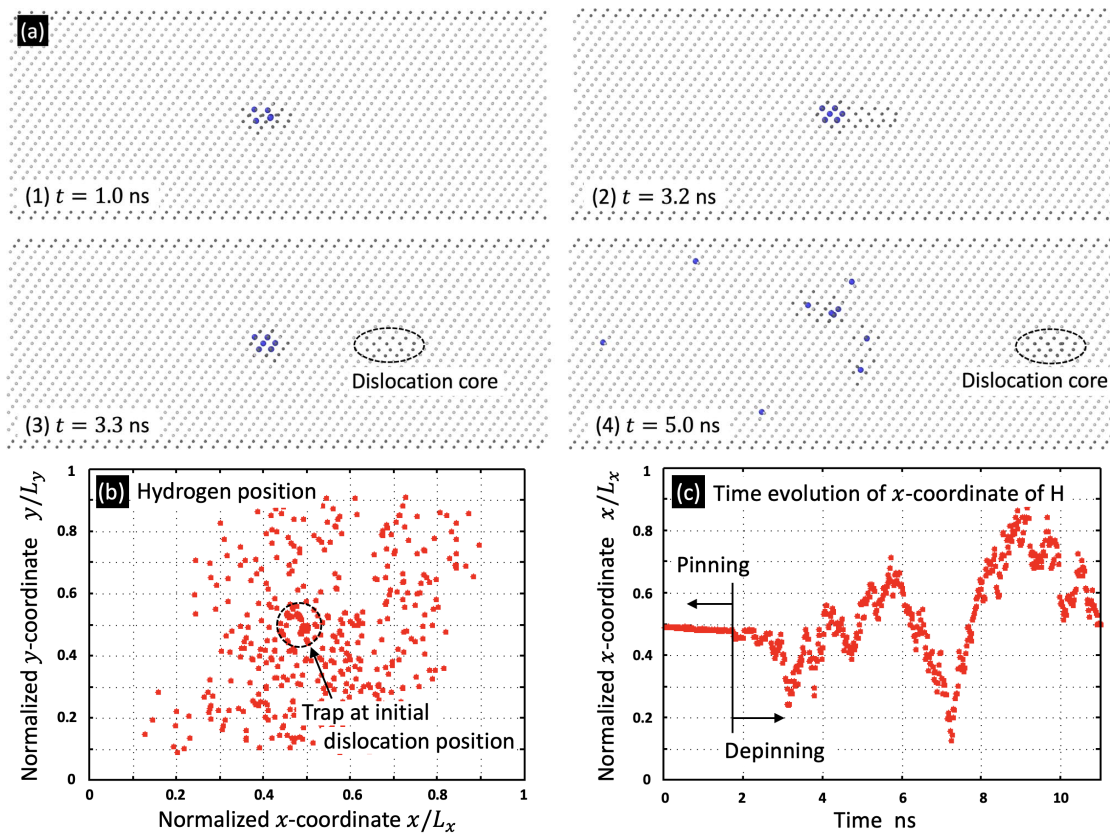 (a)
(1) t = 1.0 ns
(2) t = 3.2 ns
Dislocation core
(3) t = 3.3 ns
Dislocation core
(4) t = 5.0 ns
(b) Hydrogen position
Normalized y-coordinate y/Lᵧ
1
0.8
0.6
0.4
0.2
0
Trap at initial
dislocation position
0 0.2 0.4 0.6 0.8 1
Normalized x-coordinate x/Lₓ
(c) Time evolution of x-coordinate of H
Normalized x-coordinate x/Lₓ
1
0.8
0.6
0.4
0.2
0
Pinning
Depinning
0 2 4 6 8 10
Time ns